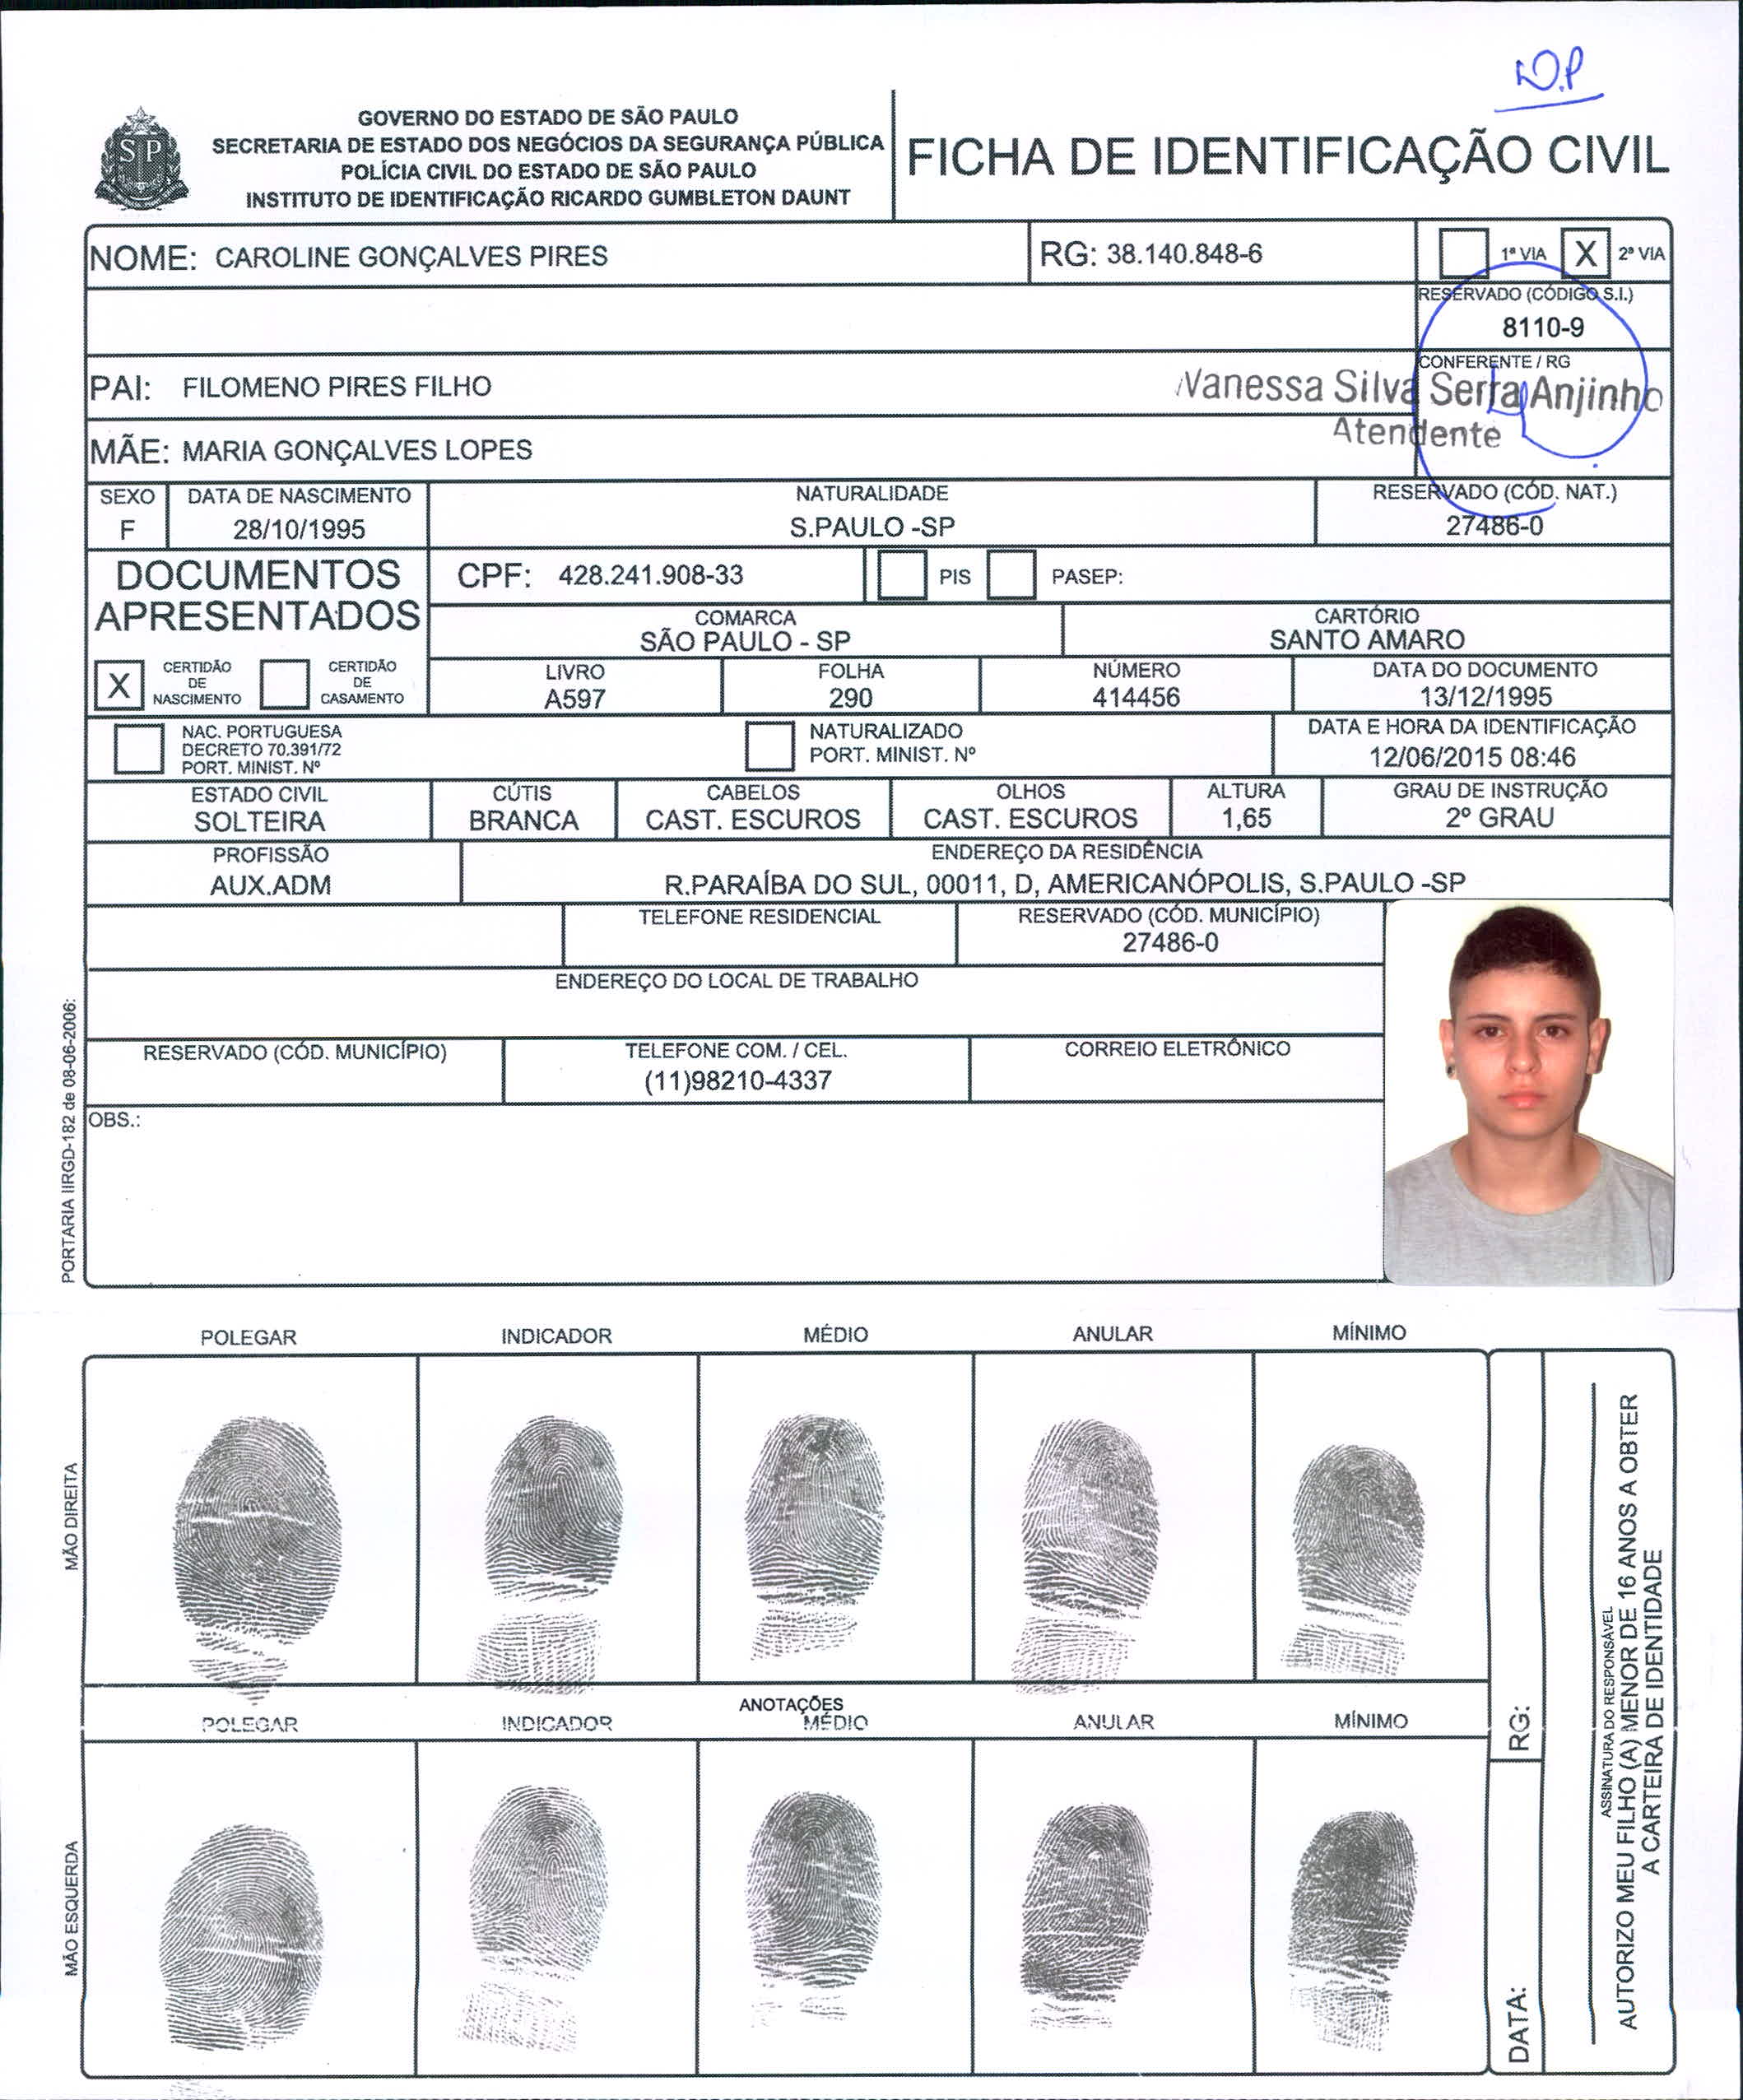 D.P
GOVERNO DO ESTADO DE SÃO PAULO
SECRETARIA DE ESTADO DOS NEGÓCIOS DA SEGURANÇA PÚBLICA
POLÍCIA CIVIL DO ESTADO DE SÃO PAULO
INSTITUTO DE IDENTIFICAÇÃO RICARDO GUMBLETON DAUNT
SP
FICHA DE IDENTIFICAÇÃO CIVIL
NOME: CAROLINE GONÇALVES PIRES
RG: 38.140.848-6
1ª VIA X 2ª VIA
RESERVADO (CÓDIGO S.I.)
8110-9
PAI: FILOMENO PIRES FILHO
CONFERENTE / RG
Vanessa Silva Serra Anjinho
Atendente
MÃE: MARIA GONÇALVES LOPES
SEXO
F
DATA DE NASCIMENTO
28/10/1995
NATURALIDADE
S.PAULO -SP
RESERVADO (CÓD. NAT.)
27486-0
DOCUMENTOS
APRESENTADOS
CPF: 428.241.908-33
PIS
PASEP:
COMARCA
SÃO PAULO - SP
CARTÓRIO
SANTO AMARO
X CERTIDÃO
DE
NASCIMENTO
CERTIDÃO
DE
CASAMENTO
LIVRO
A597
FOLHA
290
NÚMERO
414456
DATA DO DOCUMENTO
13/12/1995
NAC. PORTUGUESA
DECRETO 70.391/72
PORT. MINIST. Nº
NATURALIZADO
PORT. MINIST. Nº
DATA E HORA DA IDENTIFICAÇÃO
12/06/2015 08:46
ESTADO CIVIL
SOLTEIRA
CÚTIS
BRANCA
CABELOS
CAST. ESCUROS
OLHOS
CAST. ESCUROS
ALTURA
1,65
GRAU DE INSTRUÇÃO
2º GRAU
PROFISSÃO
AUX.ADM
ENDEREÇO DA RESIDÊNCIA
R.PARAÍBA DO SUL, 00011, D, AMERICANÓPOLIS, S.PAULO -SP
TELEFONE RESIDENCIAL
RESERVADO (CÓD. MUNICÍPIO)
27486-0
ENDEREÇO DO LOCAL DE TRABALHO
RESERVADO (CÓD. MUNICÍPIO)
TELEFONE COM. / CEL.
(11)98210-4337
CORREIO ELETRÔNICO
OBS.:
PORTARIA IIRGD-182 de 08-06-2006:
POLEGAR INDICADOR MÉDIO ANULAR MÍNIMO
MÃO DIREITA
ANOTAÇÕES
POLEGAR INDICADOR MÉDIO ANULAR MÍNIMO
MÃO ESQUERDA
RG:
DATA:
ASSINATURA DO RESPONSÁVEL
AUTORIZO MEU FILHO (A) MENOR DE 16 ANOS A OBTER
A CARTEIRA DE IDENTIDADE